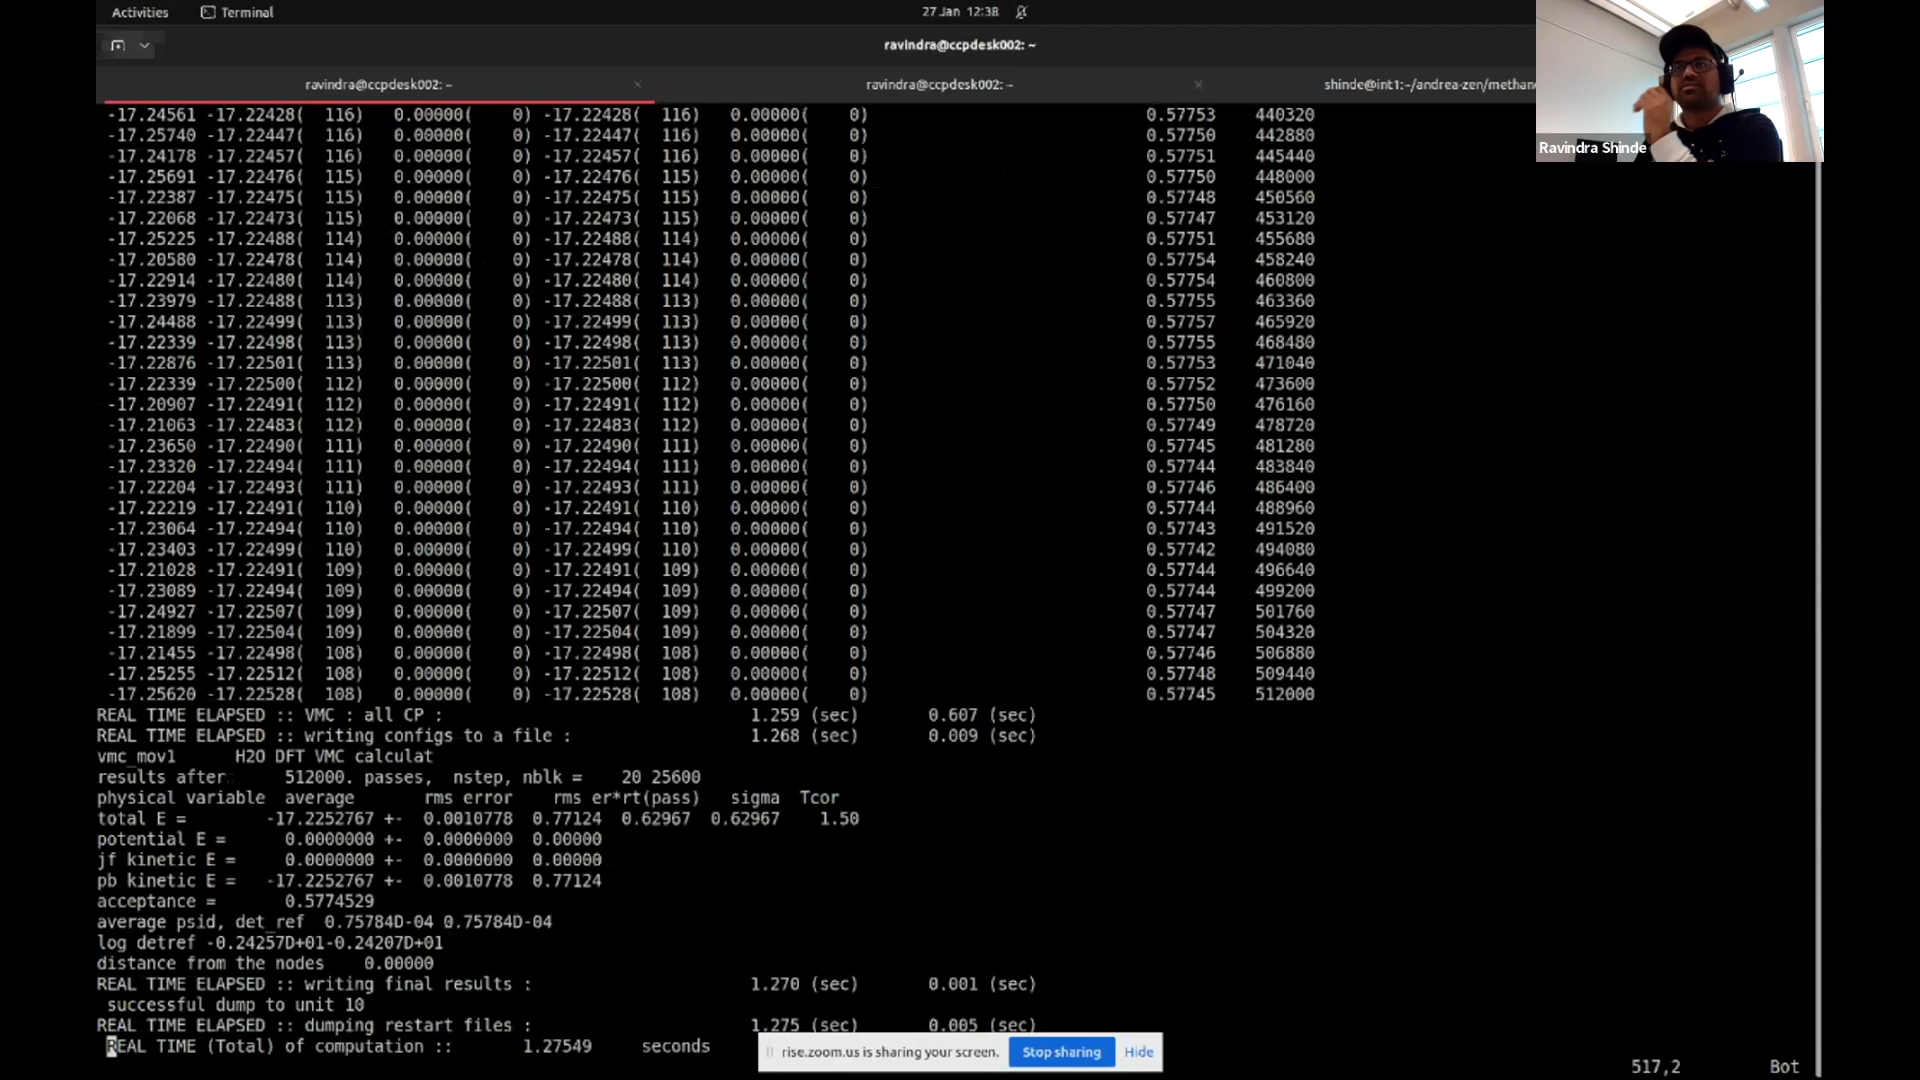 Activities Terminal 27 Jan 12:38
ravindra@ccpdesk002: ~
ravindra@ccpdesk002: ~ × ravindra@ccpdesk002: ~ × shinde@int1:~/andrea-zen/methan
Ravindra Shinde
-17.24561 -17.22428( 116) 0.00000( 0) -17.22428( 116) 0.00000( 0) 0.57753 440320
-17.25740 -17.22447( 116) 0.00000( 0) -17.22447( 116) 0.00000( 0) 0.57750 442880
-17.24178 -17.22457( 116) 0.00000( 0) -17.22457( 116) 0.00000( 0) 0.57751 445440
-17.25691 -17.22476( 115) 0.00000( 0) -17.22476( 115) 0.00000( 0) 0.57750 448000
-17.22387 -17.22475( 115) 0.00000( 0) -17.22475( 115) 0.00000( 0) 0.57748 450560
-17.22068 -17.22473( 115) 0.00000( 0) -17.22473( 115) 0.00000( 0) 0.57747 453120
-17.25225 -17.22488( 114) 0.00000( 0) -17.22488( 114) 0.00000( 0) 0.57751 455680
-17.20580 -17.22478( 114) 0.00000( 0) -17.22478( 114) 0.00000( 0) 0.57754 458240
-17.22914 -17.22480( 114) 0.00000( 0) -17.22480( 114) 0.00000( 0) 0.57754 460800
-17.23979 -17.22488( 113) 0.00000( 0) -17.22488( 113) 0.00000( 0) 0.57755 463360
-17.24488 -17.22499( 113) 0.00000( 0) -17.22499( 113) 0.00000( 0) 0.57757 465920
-17.22339 -17.22498( 113) 0.00000( 0) -17.22498( 113) 0.00000( 0) 0.57755 468480
-17.22876 -17.22501( 113) 0.00000( 0) -17.22501( 113) 0.00000( 0) 0.57753 471040
-17.22339 -17.22500( 112) 0.00000( 0) -17.22500( 112) 0.00000( 0) 0.57752 473600
-17.20907 -17.22491( 112) 0.00000( 0) -17.22491( 112) 0.00000( 0) 0.57750 476160
-17.21063 -17.22483( 112) 0.00000( 0) -17.22483( 112) 0.00000( 0) 0.57749 478720
-17.23650 -17.22490( 111) 0.00000( 0) -17.22490( 111) 0.00000( 0) 0.57745 481280
-17.23320 -17.22494( 111) 0.00000( 0) -17.22494( 111) 0.00000( 0) 0.57744 483840
-17.22204 -17.22493( 111) 0.00000( 0) -17.22493( 111) 0.00000( 0) 0.57746 486400
-17.22219 -17.22491( 110) 0.00000( 0) -17.22491( 110) 0.00000( 0) 0.57744 488960
-17.23064 -17.22494( 110) 0.00000( 0) -17.22494( 110) 0.00000( 0) 0.57743 491520
-17.23403 -17.22499( 110) 0.00000( 0) -17.22499( 110) 0.00000( 0) 0.57742 494080
-17.21028 -17.22491( 109) 0.00000( 0) -17.22491( 109) 0.00000( 0) 0.57744 496640
-17.23089 -17.22494( 109) 0.00000( 0) -17.22494( 109) 0.00000( 0) 0.57744 499200
-17.24927 -17.22507( 109) 0.00000( 0) -17.22507( 109) 0.00000( 0) 0.57747 501760
-17.21899 -17.22504( 109) 0.00000( 0) -17.22504( 109) 0.00000( 0) 0.57747 504320
-17.21455 -17.22498( 108) 0.00000( 0) -17.22498( 108) 0.00000( 0) 0.57746 506880
-17.25255 -17.22512( 108) 0.00000( 0) -17.22512( 108) 0.00000( 0) 0.57748 509440
-17.25620 -17.22528( 108) 0.00000( 0) -17.22528( 108) 0.00000( 0) 0.57745 512000
REAL TIME ELAPSED :: VMC : all CP : 1.259 (sec) 0.607 (sec)
REAL TIME ELAPSED :: writing configs to a file : 1.268 (sec) 0.009 (sec)
vmc_mov1 H2O DFT VMC calculat
results after 512000. passes, nstep, nblk = 20 25600
physical variable average rms error rms er*rt(pass) sigma Tcor
total E = -17.2252767 +- 0.0010778 0.77124 0.62967 0.62967 1.50
potential E = 0.0000000 +- 0.0000000 0.00000
jf kinetic E = 0.0000000 +- 0.0000000 0.00000
pb kinetic E = -17.2252767 +- 0.0010778 0.77124
acceptance = 0.5774529
average psid, det_ref 0.75784D-04 0.75784D-04
log detref -0.24257D+01-0.24207D+01
distance from the nodes 0.00000
REAL TIME ELAPSED :: writing final results : 1.270 (sec) 0.001 (sec)
successful dump to unit 10
REAL TIME ELAPSED :: dumping restart files : 1.275 (sec) 0.005 (sec)
REAL TIME (Total) of computation :: 1.27549 seconds
rise.zoom.us is sharing your screen. Stop sharing Hide
517,2 Bot